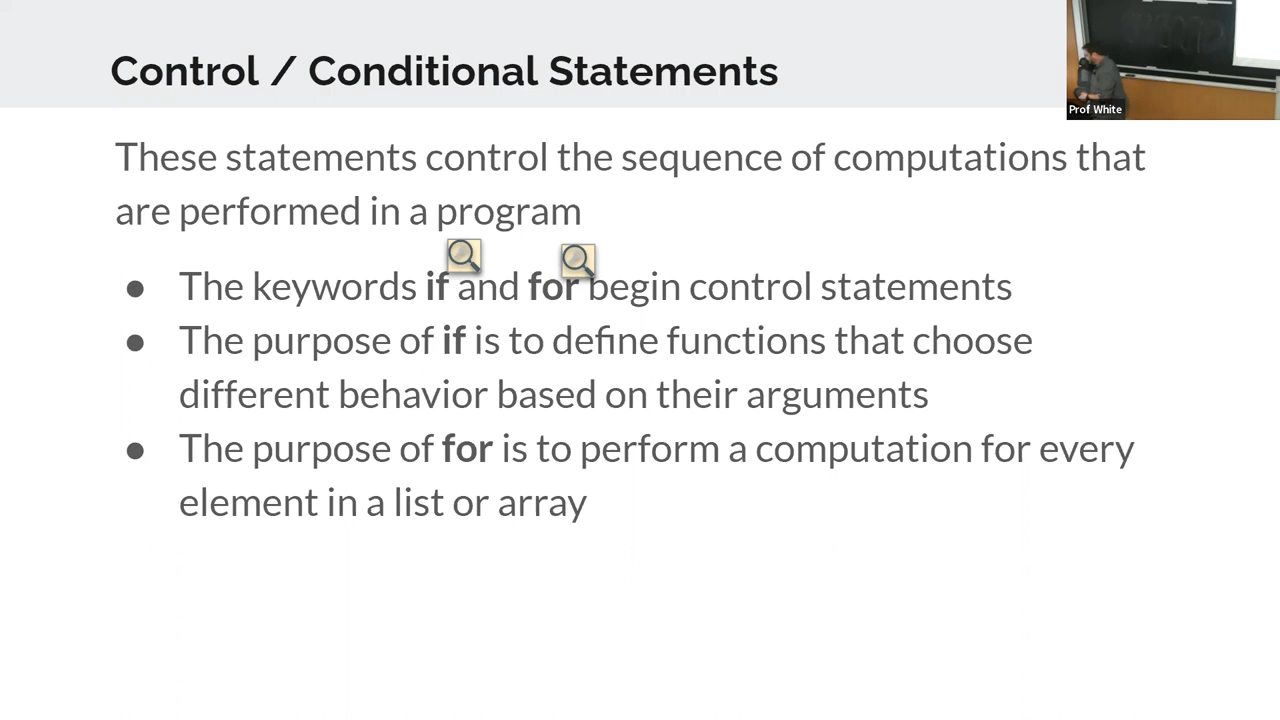 Control / Conditional Statements
Prof White
These statements control the sequence of computations that
are performed in a program
● The keywords if and for begin control statements
● The purpose of if is to define functions that choose
different behavior based on their arguments
● The purpose of for is to perform a computation for every
element in a list or array